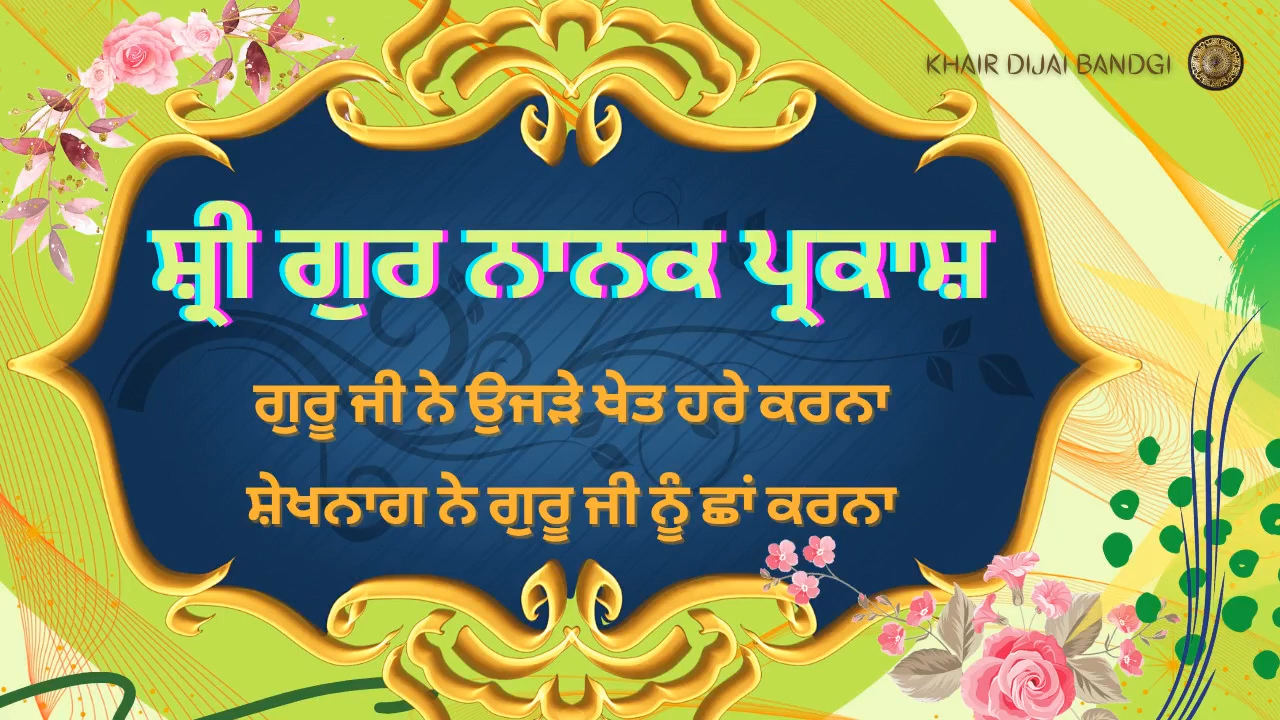 KHAIR DIJAI BANDGI
ਸ਼੍ਰੀ ਗੁਰ ਨਾਨਕ ਪ੍ਰਕਾਸ਼
ਗੁਰੂ ਜੀ ਨੇ ਉਜੜੇ ਖੇਤ ਹਰੇ ਕਰਨਾ
ਸ਼ੇਖਨਾਗ ਨੇ ਗੁਰੂ ਜੀ ਨੂੰ ਛਾਂ ਕਰਨਾ